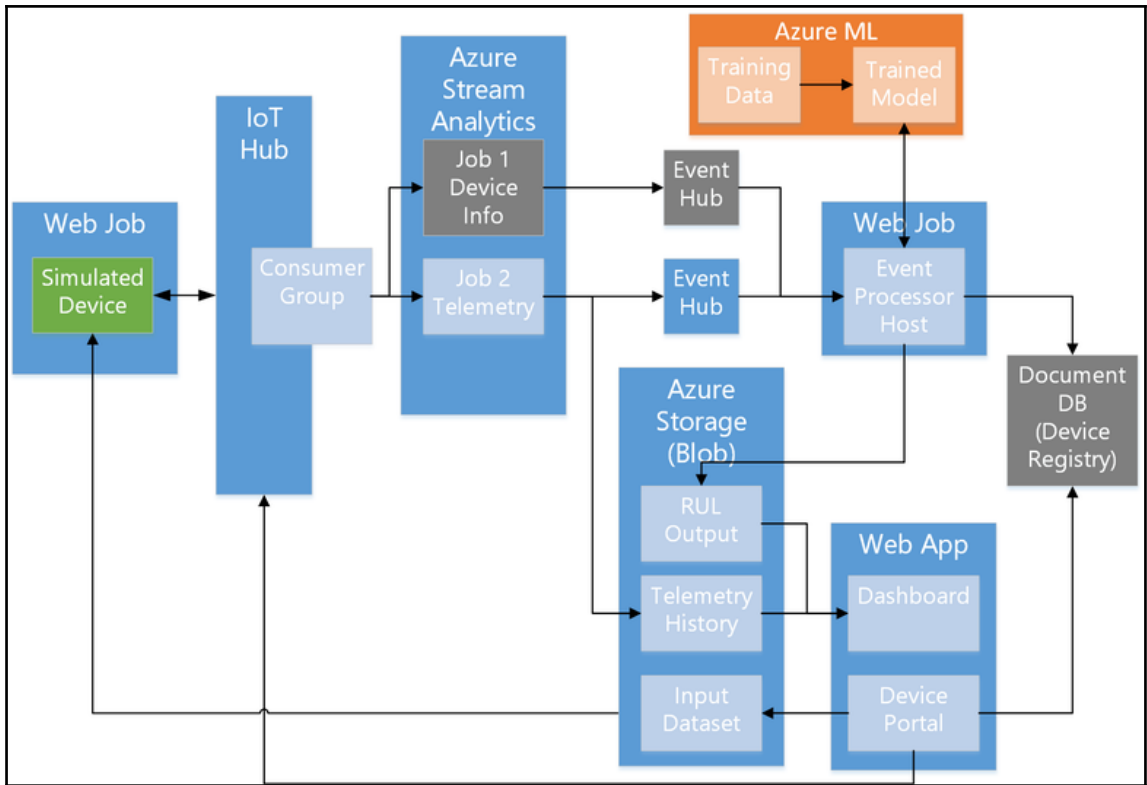 Azure ML
Training
Data
Trained
Model
Azure
Stream
Analytics
IoT
Hub
Job 1
Device
Info
Event
Hub
Web Job
Simulated
Device
Consumer
Group
Job 2
Telemetry
Event
Hub
Web Job
Event
Processor
Host
Document
DB
(Device
Registry)
Azure
Storage
(Blob)
RUL
Output
Telemetry
History
Input
Dataset
Web App
Dashboard
Device
Portal